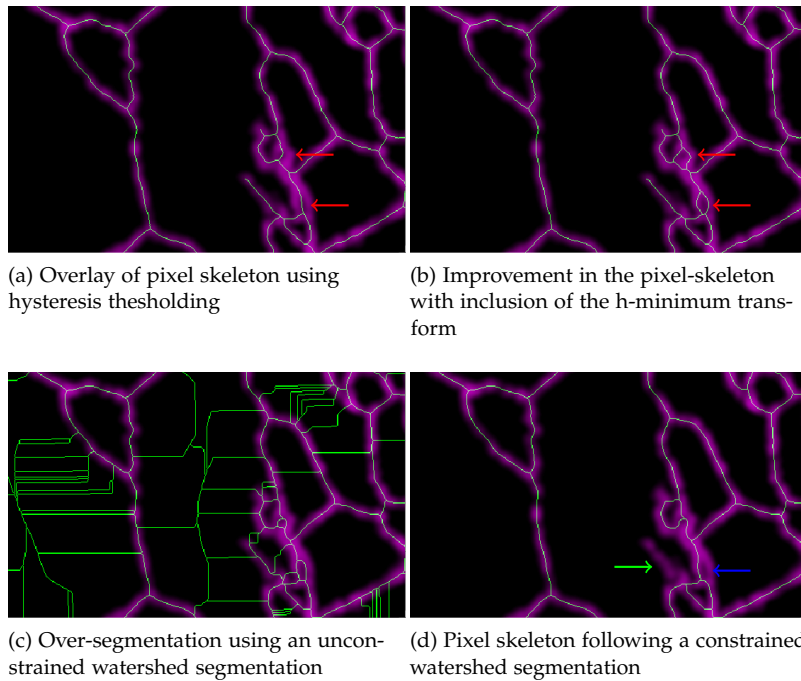 (a) Overlay of pixel skeleton using
hysteresis thesholding
(b) Improvement in the pixel-skeleton
with inclusion of the h-minimum trans-
form
(c) Over-segmentation using an uncon-
strained watershed segmentation
(d) Pixel skeleton following a constrained
watershed segmentation